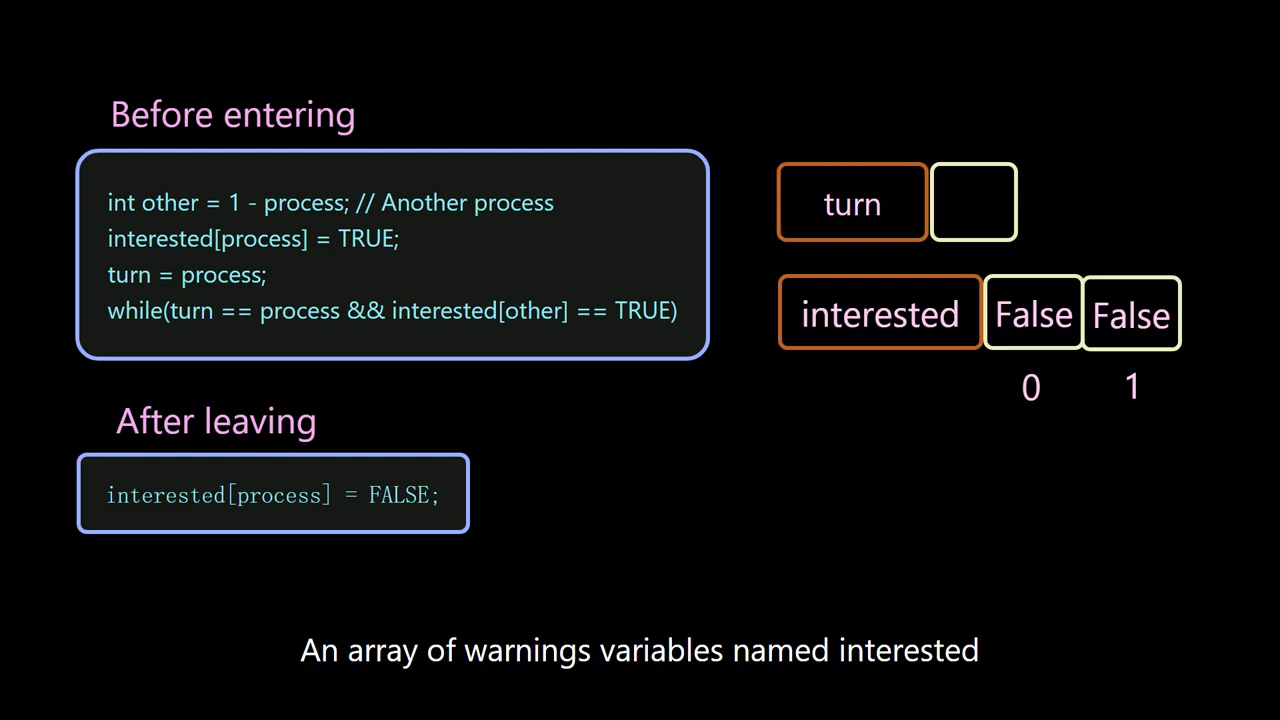 Before entering
int other = 1 - process; // Another process
interested[process] = TRUE;
turn = process;
while(turn == process && interested[other] == TRUE)
turn
interested False False
0 1
After leaving
interested[process] = FALSE;
An array of warnings variables named interested